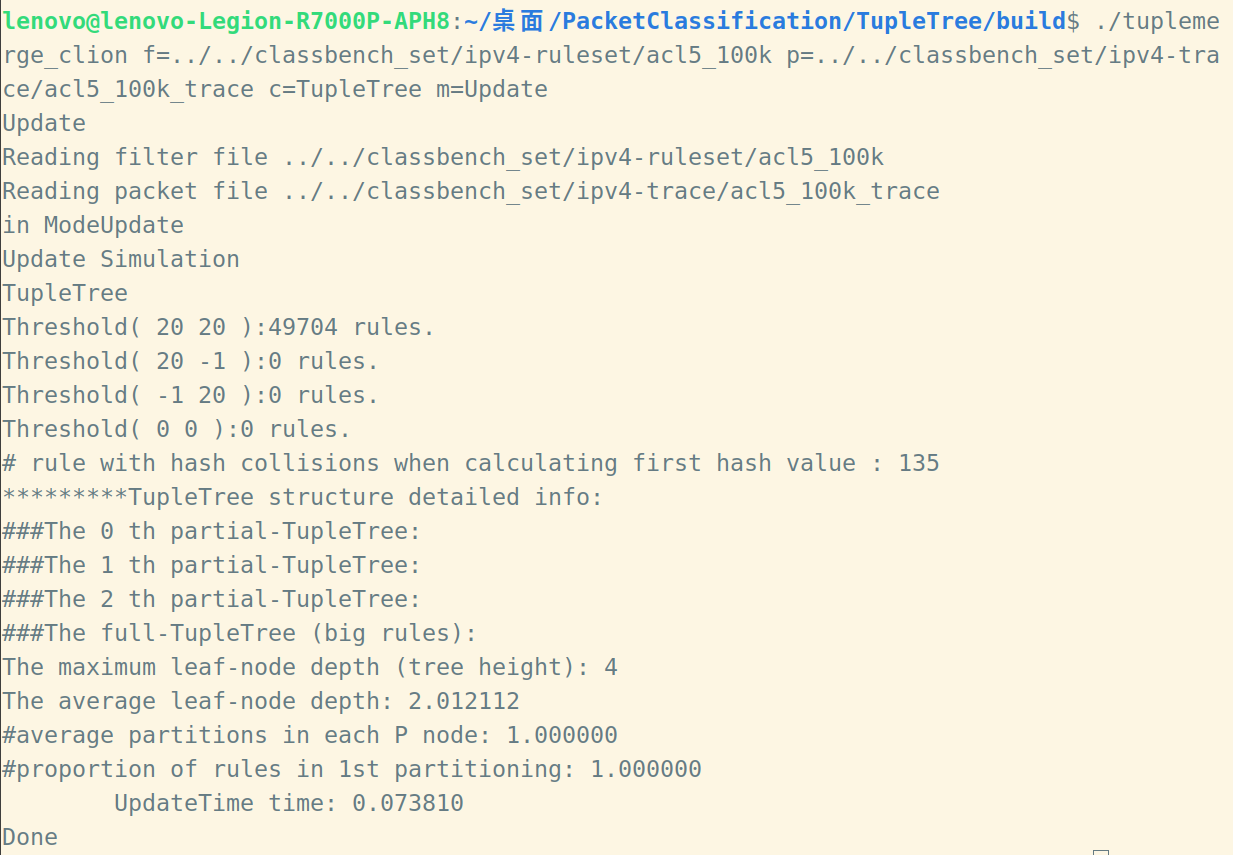 lenovo@lenovo-Legion-R7000P-APH8:~/桌面/PacketClassification/TupleTree/build$ ./tupleme
rge_clion f=../../classbench_set/ipv4-ruleset/acl5_100k p=../../classbench_set/ipv4-tra
ce/acl5_100k_trace c=TupleTree m=Update
Update
Reading filter file ../../classbench_set/ipv4-ruleset/acl5_100k
Reading packet file ../../classbench_set/ipv4-trace/acl5_100k_trace
in ModeUpdate
Update Simulation
TupleTree
Threshold( 20 20 ):49704 rules.
Threshold( 20 -1 ):0 rules.
Threshold( -1 20 ):0 rules.
Threshold( 0 0 ):0 rules.
# rule with hash collisions when calculating first hash value : 135
*********TupleTree structure detailed info:
###The 0 th partial-TupleTree:
###The 1 th partial-TupleTree:
###The 2 th partial-TupleTree:
###The full-TupleTree (big rules):
The maximum leaf-node depth (tree height): 4
The average leaf-node depth: 2.012112
#average partitions in each P node: 1.000000
#proportion of rules in 1st partitioning: 1.000000
        UpdateTime time: 0.073810
Done